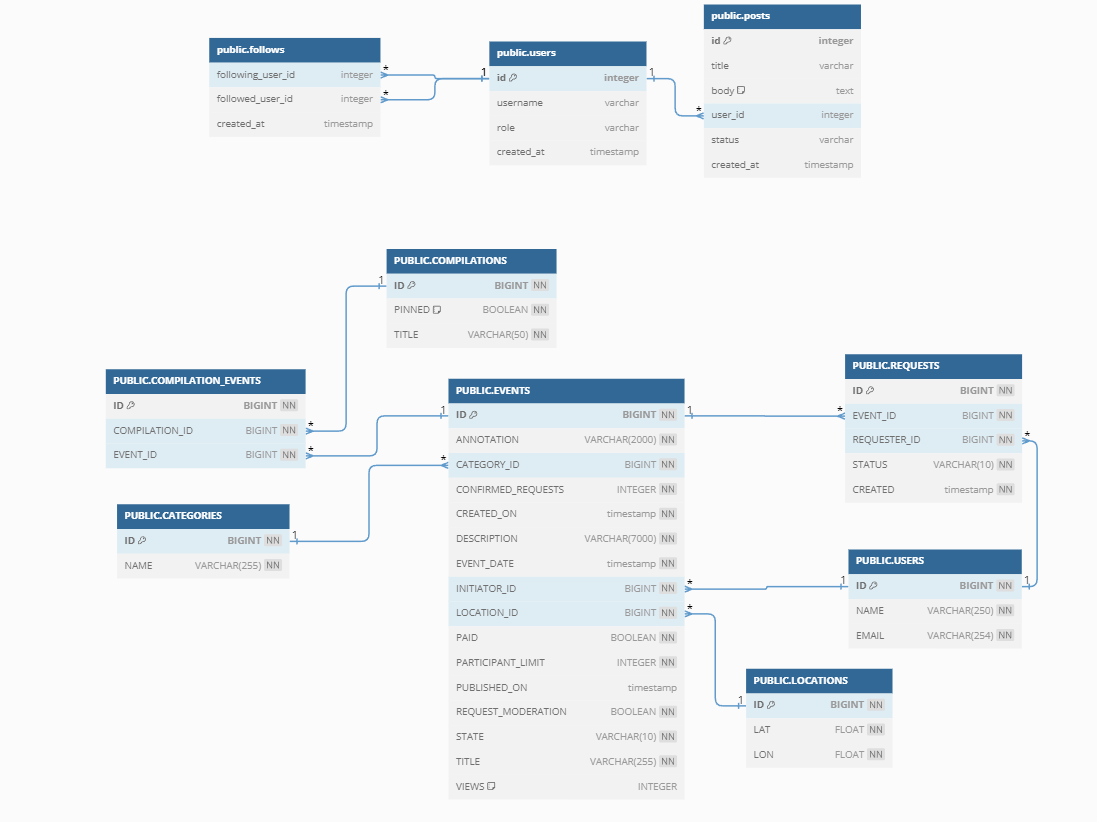 public.follows
following_user_id integer
followed_user_id integer
created_at timestamp
* * 1
public.users
id integer
username varchar
role varchar
created_at timestamp
1 *
public.posts
id integer
title varchar
body text
user_id integer
status varchar
created_at timestamp
PUBLIC.COMPILATIONS
ID BIGINT NN
PINNED BOOLEAN NN
TITLE VARCHAR(50) NN
1
PUBLIC.COMPILATION_EVENTS
ID BIGINT NN
COMPILATION_ID BIGINT NN *
EVENT_ID BIGINT NN *
PUBLIC.CATEGORIES
ID BIGINT NN 1
NAME VARCHAR(255) NN
PUBLIC.EVENTS
1 ID BIGINT NN 1
ANNOTATION VARCHAR(2000) NN
* CATEGORY_ID BIGINT NN
CONFIRMED_REQUESTS INTEGER NN
CREATED_ON timestamp NN
DESCRIPTION VARCHAR(7000) NN
EVENT_DATE timestamp NN
INITIATOR_ID BIGINT NN *
LOCATION_ID BIGINT NN *
PAID BOOLEAN NN
PARTICIPANT_LIMIT INTEGER NN
PUBLISHED_ON timestamp
REQUEST_MODERATION BOOLEAN NN
STATE VARCHAR(10) NN
TITLE VARCHAR(255) NN
VIEWS INTEGER
PUBLIC.REQUESTS
ID BIGINT NN
* EVENT_ID BIGINT NN
REQUESTER_ID BIGINT NN *
STATUS VARCHAR(10) NN
CREATED timestamp NN
PUBLIC.USERS
1 ID BIGINT NN 1
NAME VARCHAR(250) NN
EMAIL VARCHAR(254) NN
PUBLIC.LOCATIONS
1 ID BIGINT NN
LAT FLOAT NN
LON FLOAT NN